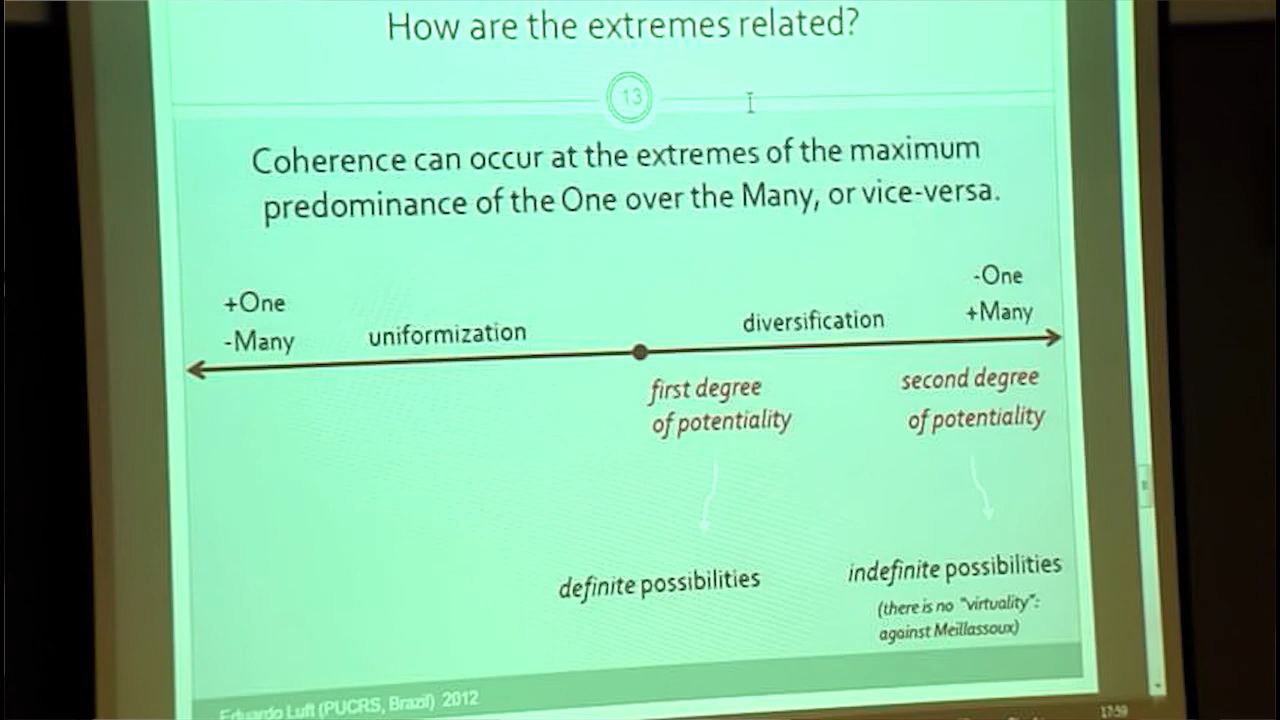 How are the extremes related?
13
Coherence can occur at the extremes of the maximum
predominance of the One over the Many, or vice-versa.
+One
-Many
uniformization
diversification
-One
+Many
first degree
of potentiality
second degree
of potentiality
definite possibilities
indefinite possibilities
(there is no "virtuality":
against Meillassoux)
Eduardo Luft (PUCRS, Brazil) 2012
17:59